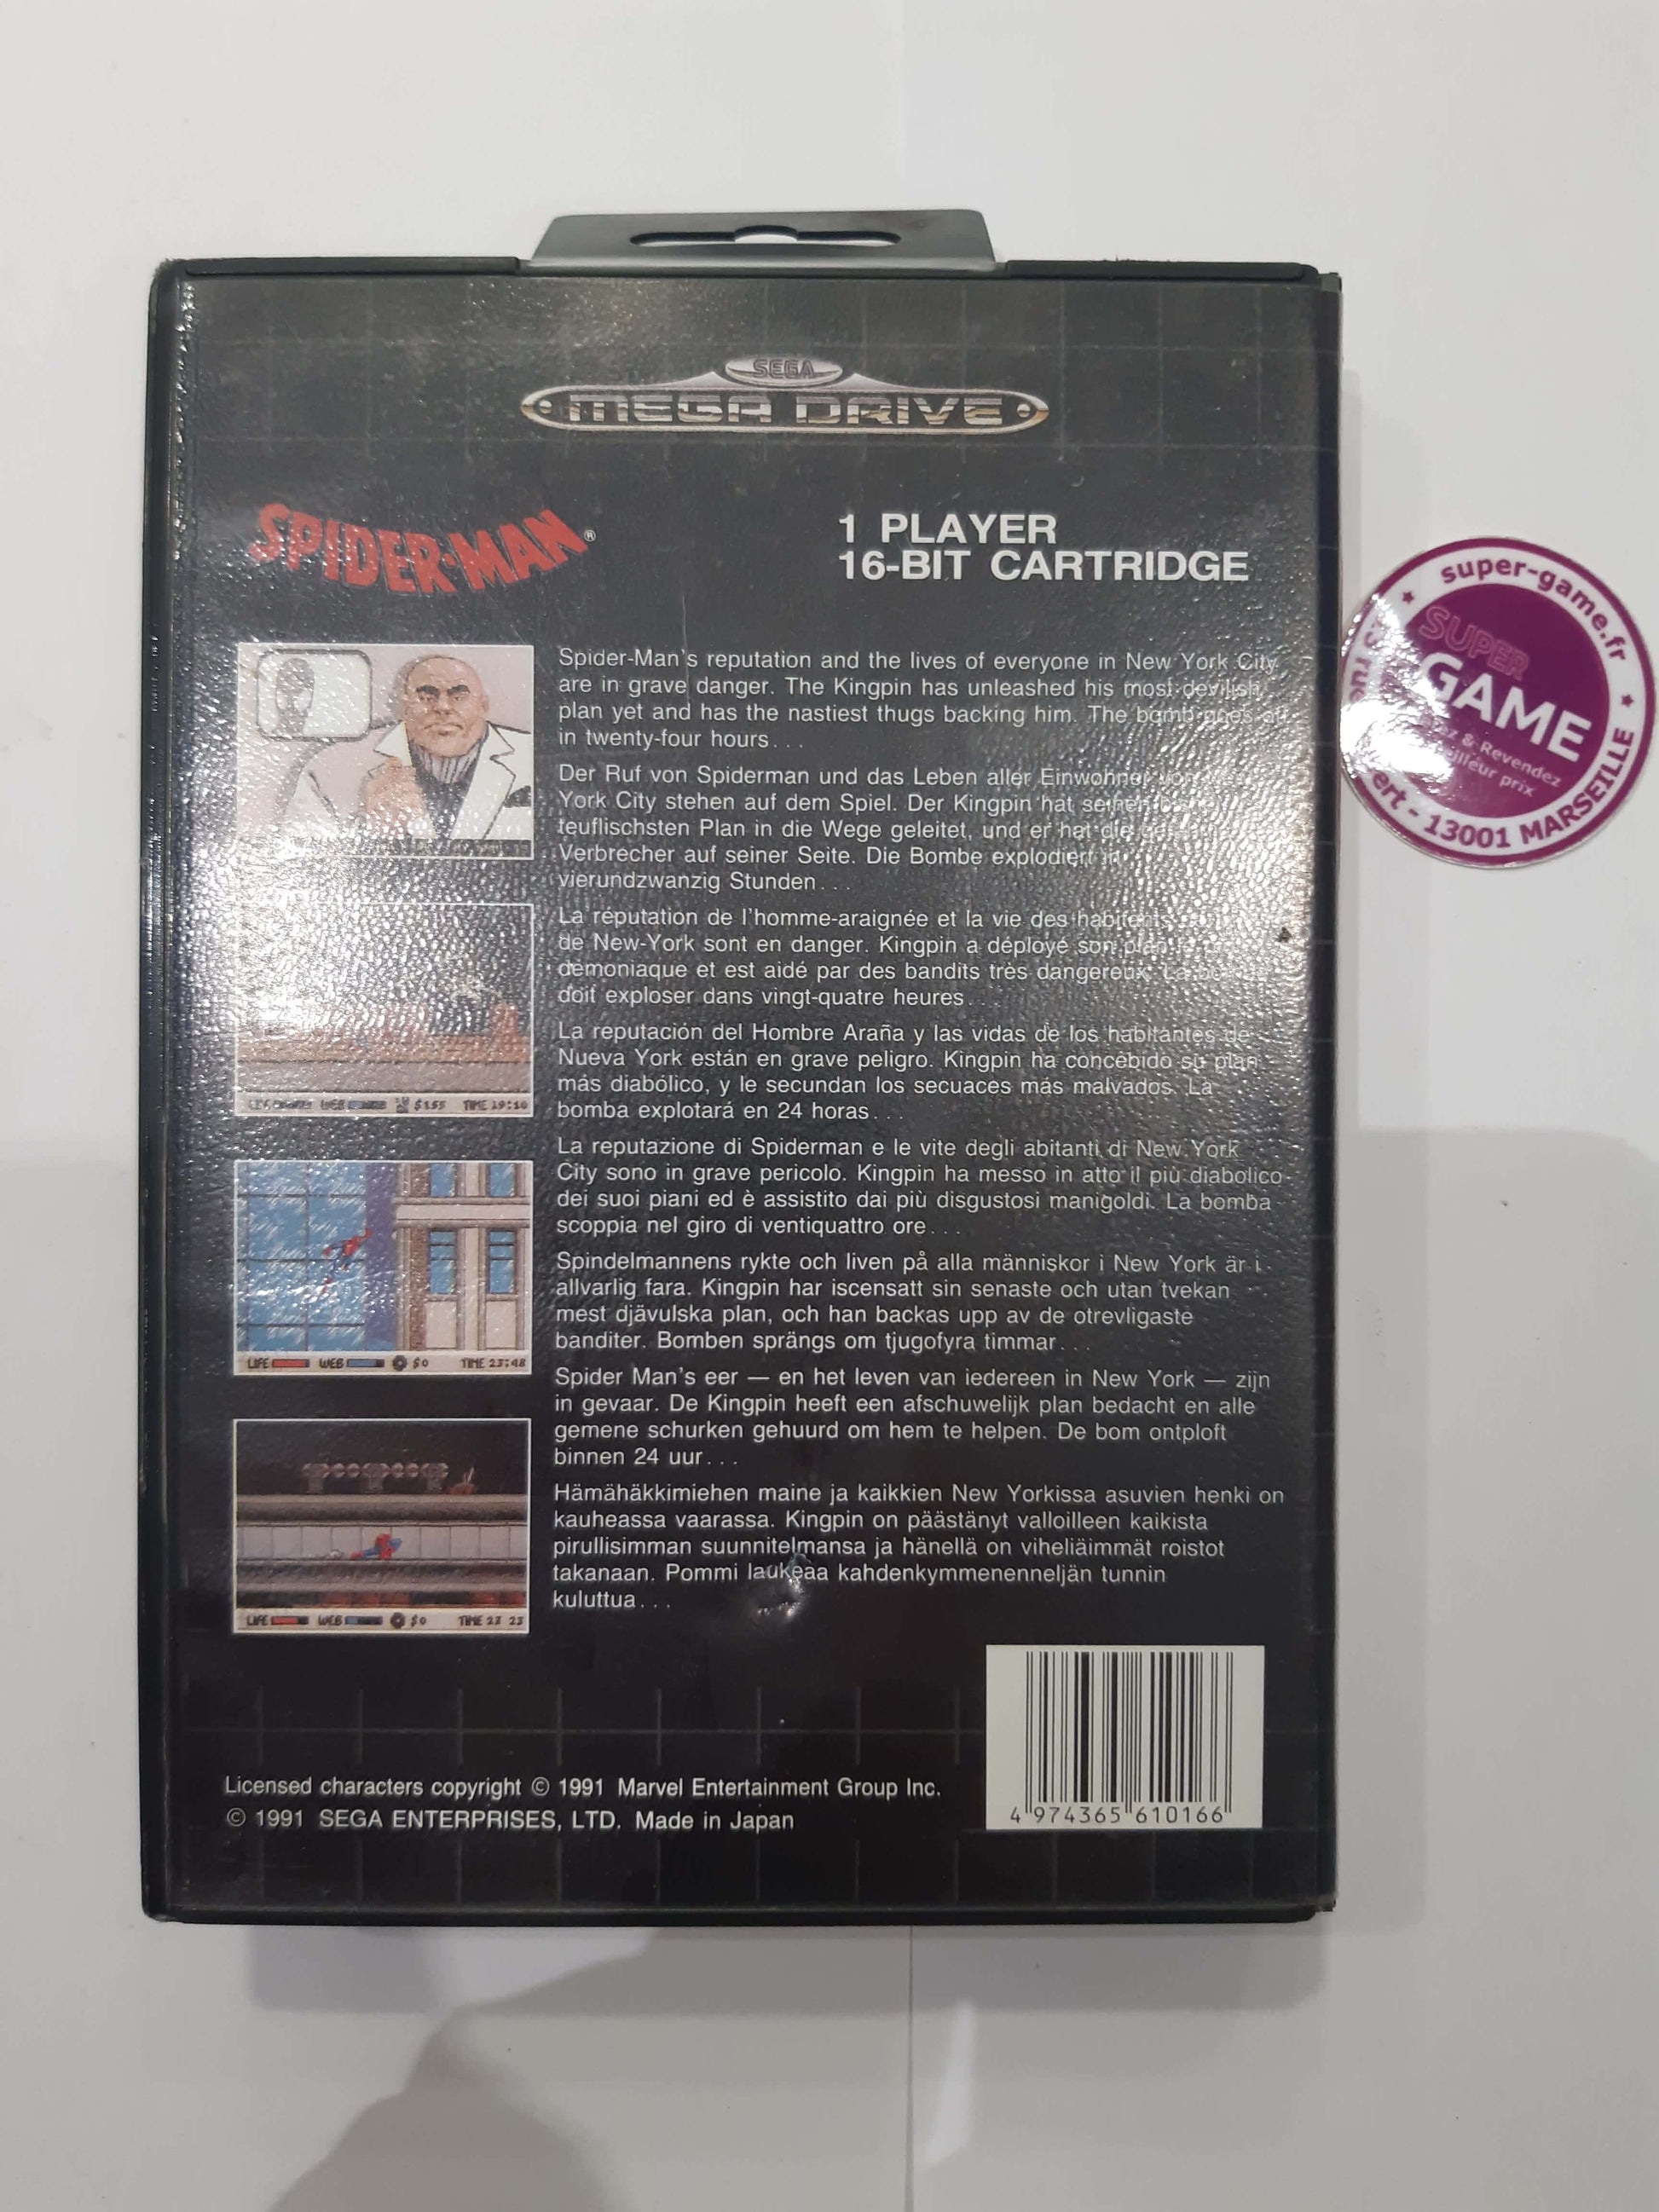 SEGA
MEGA DRIVE
SPIDER-MAN®
1 PLAYER
16-BIT CARTRIDGE
Spider-Man's reputation and the lives of everyone in New York City
are in grave danger. The Kingpin has unleashed his most devilish
plan yet and has the nastiest thugs backing him. The bomb goes
in twenty-four hours...
Der Ruf von Spiderman und das Leben aller Einwohner
York City stehen auf dem Spiel. Der Kingpin hat seinen
teuflischsten Plan in die Wege geleitet, und er hat die
Verbrecher auf seiner Seite. Die Bombe explodiert in
vierundzwanzig Stunden...
La réputation de l'homme-araignée et la vie des habitants
de New-York sont en danger. Kingpin a déployé son plan
demoniaque et est aidé par des bandits très dangereux. La
doit exploser dans vingt-quatre heures...
La reputación del Hombre Araña y las vidas de los habitantes de
Nueva York están en grave peligro. Kingpin ha concebido su plan
más diabólico, y le secundan los secuaces más malvados. La
bomba explotará en 24 horas...
La reputazione di Spiderman e le vite degli abitanti di New York
City sono in grave pericolo. Kingpin ha messo in atto il più diabolico
dei suoi piani ed è assistito dai più disgustosi manigoldi. La bomba
scoppia nel giro di ventiquattro ore...
Spindelmannens rykte och liven på alla människor i New York är i
allvarlig fara. Kingpin har iscensatt sin senaste och utan tvekan
mest djävulska plan, och han backas upp av de otrevligaste
banditer. Bomben sprängs om tjugofyra timmar...
Spider Man's eer — en het leven van iedereen in New York — zijn
in gevaar. De Kingpin heeft een afschuwelijk plan bedacht en alle
gemene schurken gehuurd om hem te helpen. De bom ontploft
binnen 24 uur...
Hämähäkkimiehen maine ja kaikkien New Yorkissa asuvien henki on
kauheassa vaarassa. Kingpin on päästänyt valloilleen kaikista
pirullisimman suunnitelmansa ja hänellä on viheliäimmät roistot
takanaan. Pommi laukeaa kahdenkymmenenneljän tunnin
kuluttua...
WEB $155 TIME 19:10
LIFE WEB $0 TIME 23:48
LIFE WEB $0 TIME 23 23
Licensed characters copyright © 1991 Marvel Entertainment Group Inc.
© 1991 SEGA ENTERPRISES, LTD. Made in Japan
4 974365 610166
super-game.fr
SUPER
GAME
& Revendez
prix
13001 MARSEILLE